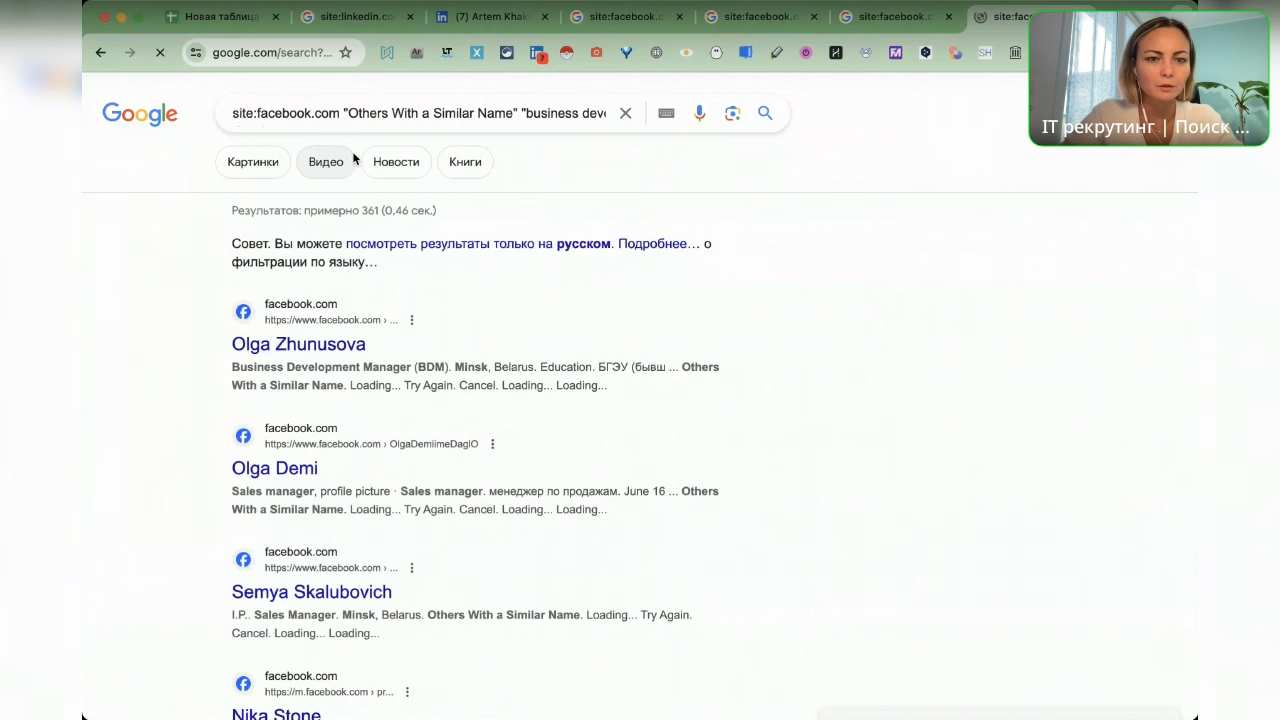 Новая таблица
site:linkedin.co
(7) Artem Khak
site:facebook.c
site:facebook.c
site:facebook.c
site:fac
google.com/search?...
7
SH
IT рекрутинг | Поиск ...
Google
site:facebook.com "Others With a Similar Name" "business deve
Картинки
Видео
Новости
Книги
Результатов: примерно 361 (0,46 сек.)
Совет. Вы можете посмотреть результаты только на русском. Подробнее… о
фильтрации по языку…
facebook.com
https://www.facebook.com › ...
Olga Zhunusova
Business Development Manager (BDM). Minsk, Belarus. Education. БГЭУ (бывш ... Others
With a Similar Name. Loading... Try Again. Cancel. Loading... Loading...
facebook.com
https://www.facebook.com › OlgaDemiimeDagIO
Olga Demi
Sales manager, profile picture · Sales manager. менеджер по продажам. June 16 ... Others
With a Similar Name. Loading... Try Again. Cancel. Loading... Loading...
facebook.com
https://www.facebook.com › ...
Semya Skalubovich
I.P.. Sales Manager. Minsk, Belarus. Others With a Similar Name. Loading... Try Again.
Cancel. Loading... Loading...
facebook.com
https://m.facebook.com › pr...
Nika Stone